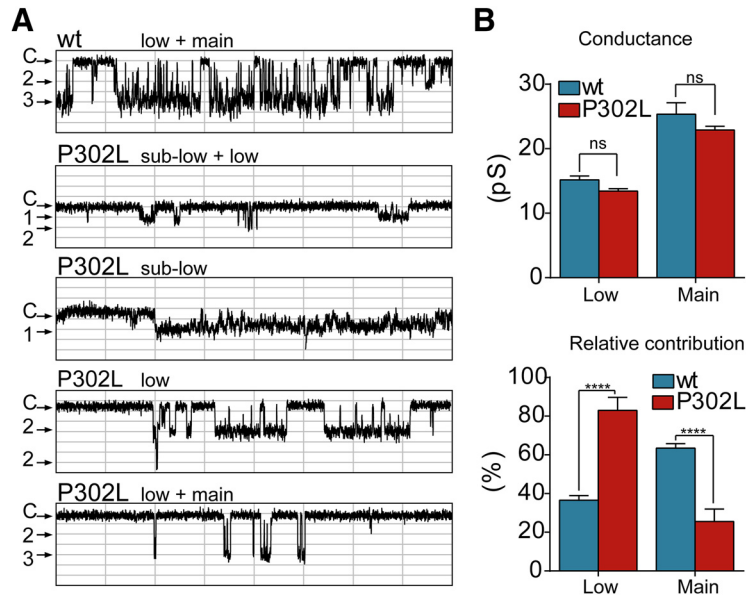 A
wt low + main
C
2
3
P302L sub-low + low
C
1
2
P302L sub-low
C
1
P302L low
C
2
2
P302L low + main
C
2
3
B
Conductance
wt
P302L
ns
ns
(pS)
30
20
10
0
Low Main
Relative contribution
wt
P302L
****
****
(%)
100
80
60
40
20
0
Low Main